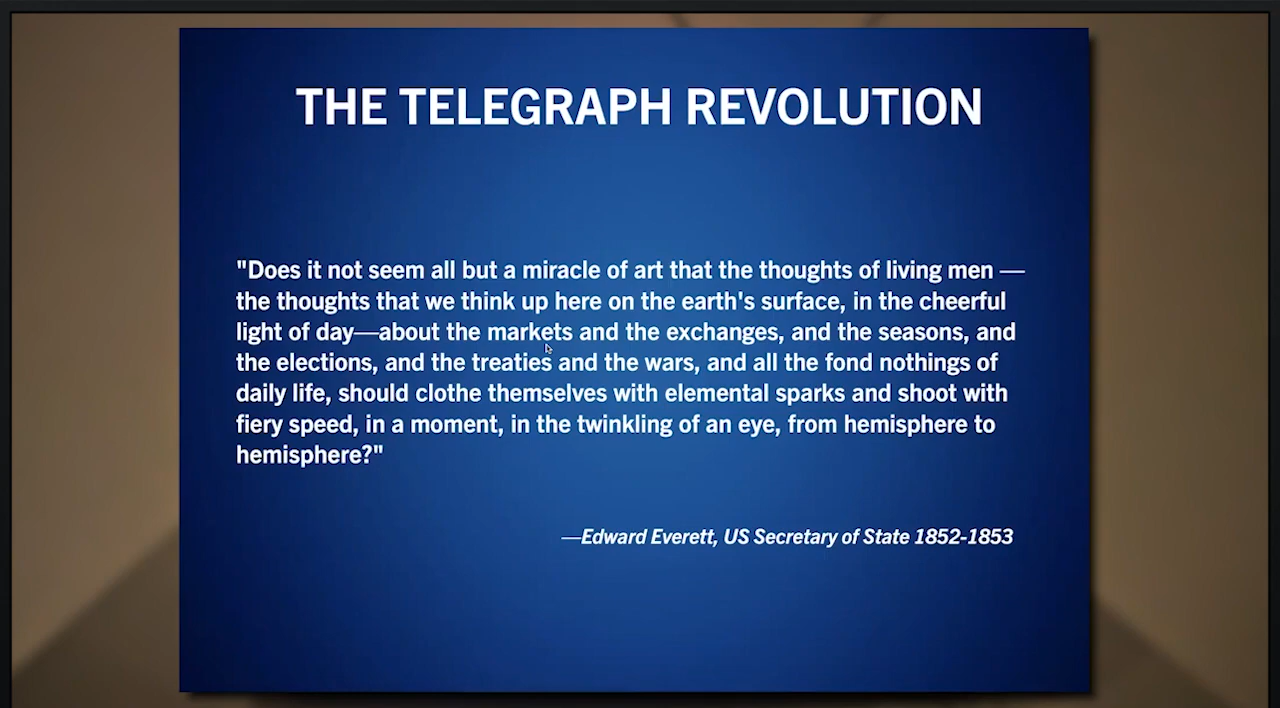 THE TELEGRAPH REVOLUTION
"Does it not seem all but a miracle of art that the thoughts of living men —
the thoughts that we think up here on the earth's surface, in the cheerful
light of day—about the markets and the exchanges, and the seasons, and
the elections, and the treaties and the wars, and all the fond nothings of
daily life, should clothe themselves with elemental sparks and shoot with
fiery speed, in a moment, in the twinkling of an eye, from hemisphere to
hemisphere?"
—Edward Everett, US Secretary of State 1852-1853